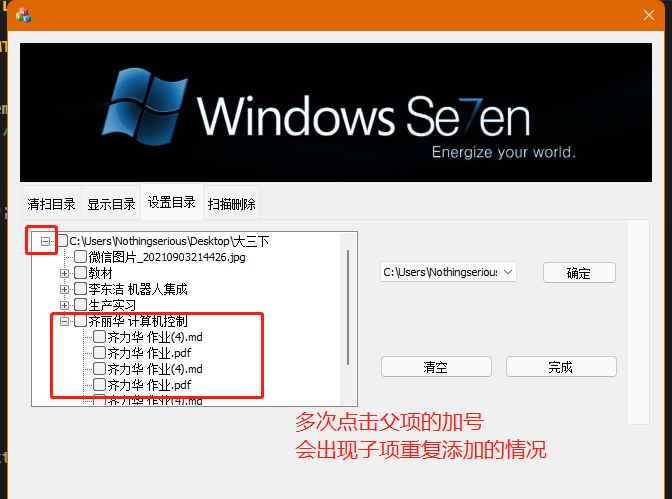 Windows Se7en
Energize your world.
清扫目录 显示目录 设置目录 扫描删除
C:\Users\Nothingserious\Desktop\大三下
微信图片_20210903214426.jpg
教材
李东洁 机器人集成
生产实习
齐丽华 计算机控制
齐力华 作业(4).md
齐力华 作业.pdf
齐力华 作业(4).md
齐力华 作业.pdf
齐力华 作业(4).md
C:\Users\Nothingserious
确定
清空
完成
多次点击父项的加号
会出现子项重复添加的情况